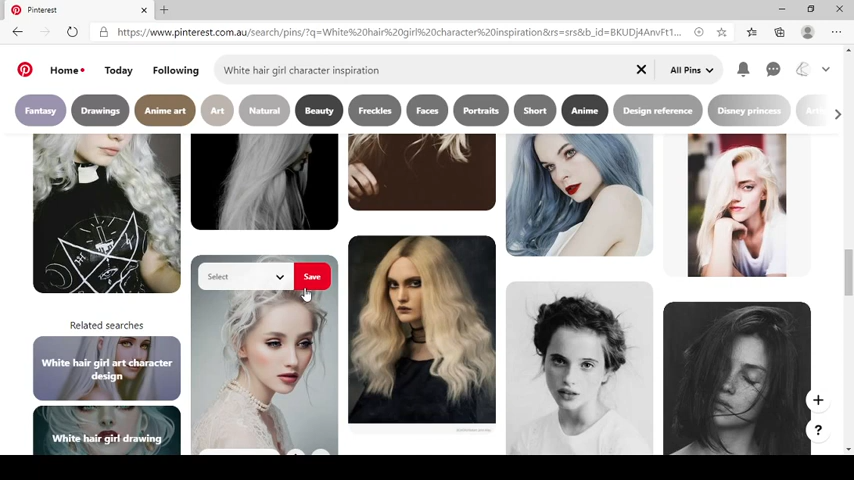 Pinterest
https://www.pinterest.com.au/search/pins/?q=White%20hair%20girl%20character%20inspiration&rs=srs&b_id=BKUDj4AnvFt1...
Home
Today
Following
White hair girl character inspiration
All Pins
Fantasy
Drawings
Anime art
Art
Natural
Beauty
Freckles
Faces
Portraits
Short
Anime
Design reference
Disney princess
Select
Save
Related searches
White hair girl art character
design
White hair girl drawing
+
?